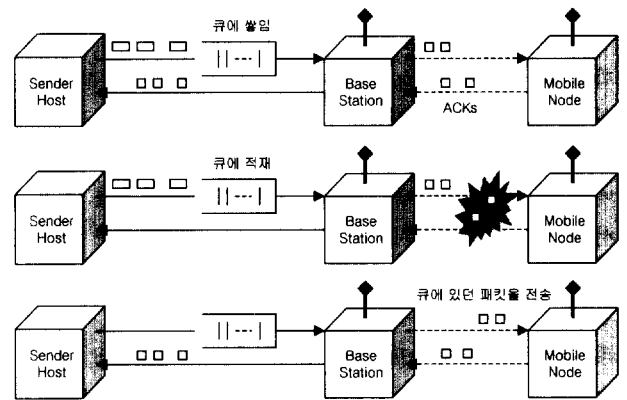 큐에 쌓임
Sender Host
Base Station
ACKs
Mobile Node
큐에 적재
Sender Host
Base Station
Mobile Node
큐에 있던 패킷을 전송
Sender Host
Base Station
Mobile Node